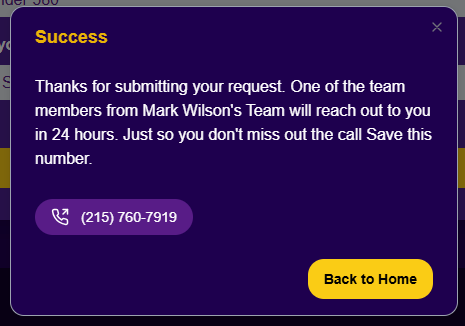 Success
Thanks for submitting your request. One of the team
members from Mark Wilson's Team will reach out to you
in 24 hours. Just so you don't miss out the call Save this
number.
(215) 760-7919
Back to Home